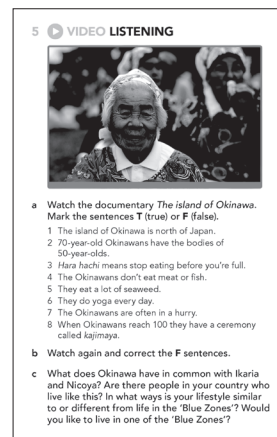 5 VIDEO LISTENING
a Watch the documentary The island of Okinawa.
Mark the sentences T (true) or F (false).
1 The island of Okinawa is north of Japan.
2 70-year-old Okinawans have the bodies of
50-year-olds.
3 Hara hachi means stop eating before you're full.
4 The Okinawans don't eat meat or fish.
5 They eat a lot of seaweed.
6 They do yoga every day.
7 The Okinawans are often in a hurry.
8 When Okinawans reach 100 they have a ceremony
called kajimaya.
b Watch again and correct the F sentences.
c What does Okinawa have in common with Ikaria
and Nicoya? Are there people in your country who
live like this? In what ways is your lifestyle similar
to or different from life in the 'Blue Zones'? Would
you like to live in one of the 'Blue Zones'?